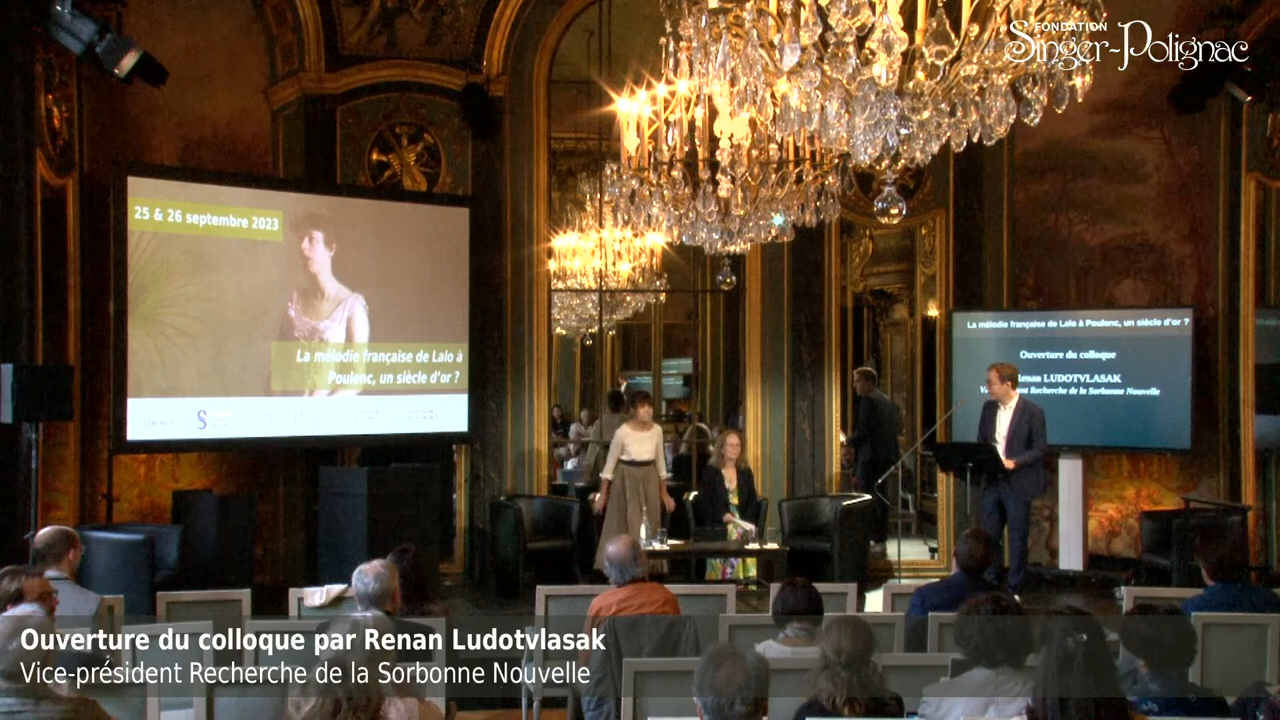 FONDATION
Singer-Polignac
25 & 26 septembre 2023
La mélodie française de Lalo à
Poulenc, un siècle d'or ?
La mélodie française de Lalo à Poulenc, un siècle d'or ?
Ouverture du colloque
Renan LUDOTVLASAK
Recherche de la Sorbonne Nouvelle
Ouverture du colloque par Renan Ludotvlasak
Vice-président Recherche de la Sorbonne Nouvelle